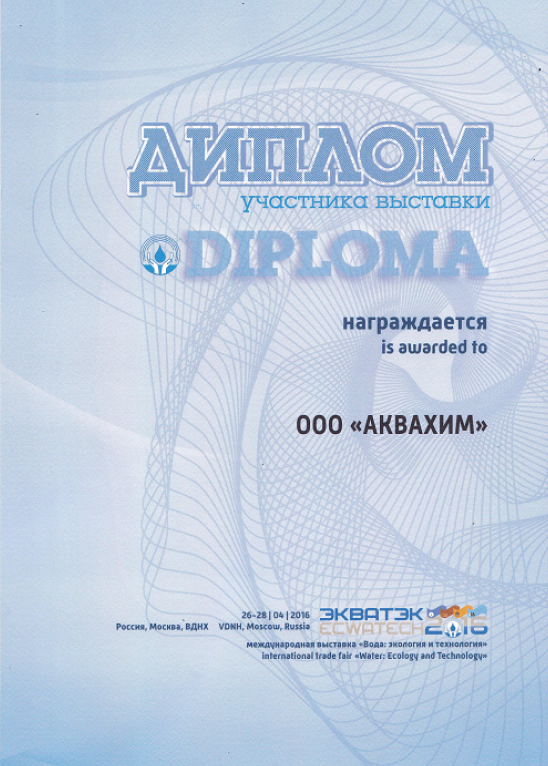 ДИПЛОМ
участника выставки
DIPLOMA
награждается
is awarded to
ООО «АКВАХИМ»
26-28 | 04 | 2016
Россия, Москва, ВДНХ VDNH, Moscow, Russia
ЭКВАТЭК
ECWATECH 2016
международная выставка «Вода: экология и технология»
international trade fair «Water: Ecology and Technology»